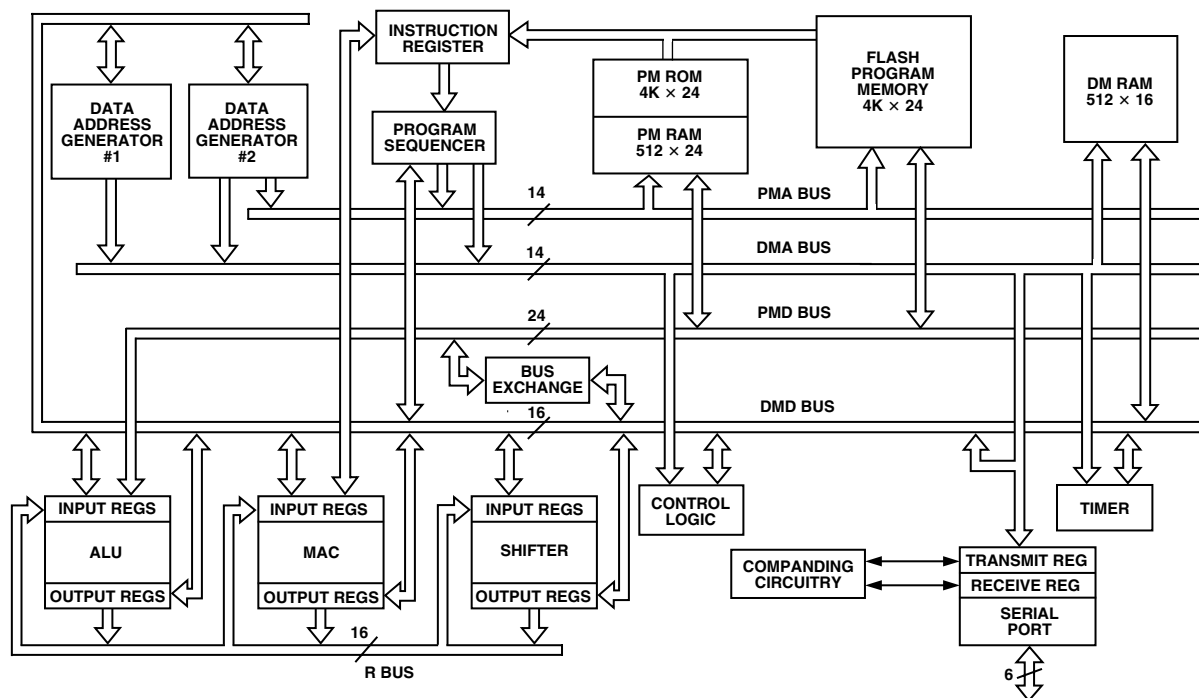 INSTRUCTION
REGISTER
FLASH
PROGRAM
MEMORY
4K × 24
PM ROM
4K × 24
DM RAM
512 × 16
DATA
ADDRESS
GENERATOR
#1
DATA
ADDRESS
GENERATOR
#2
PROGRAM
SEQUENCER
PM RAM
512 × 24
14
PMA BUS
14
DMA BUS
24
PMD BUS
BUS
EXCHANGE
16
DMD BUS
INPUT REGS
ALU
OUTPUT REGS
INPUT REGS
MAC
OUTPUT REGS
INPUT REGS
SHIFTER
OUTPUT REGS
CONTROL
LOGIC
TIMER
COMPANDING
CIRCUITRY
TRANSMIT REG
RECEIVE REG
SERIAL
PORT
16
R BUS
6